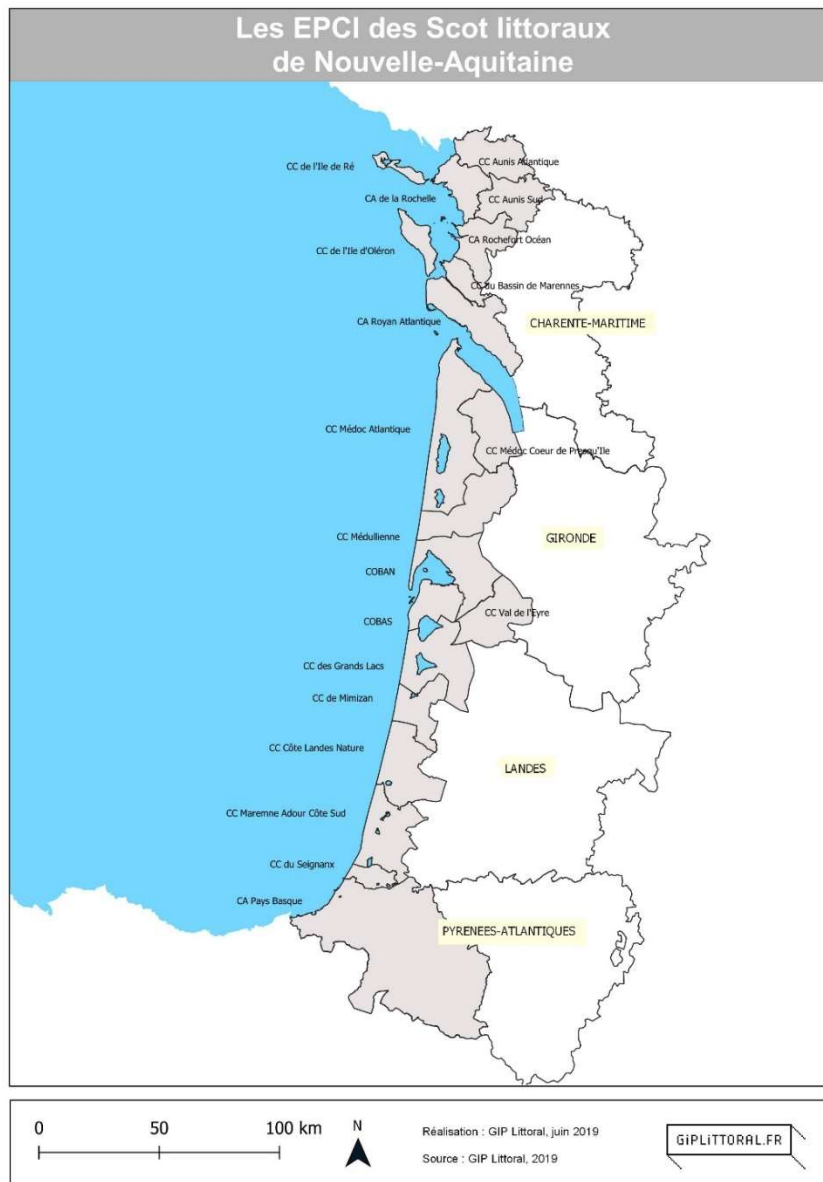 Les EPCI des Scot littoraux
de Nouvelle-Aquitaine
CC Aunis Atlantique
CC de l'Ile de Ré
CA de la Rochelle
CC Aunis Sud
CA Rochefort Océan
CC de l'Ile d'Oléron
CC du Bassin de Marennes
CA Royan Atlantique
CHARENTE-MARITIME
CC Médoc Atlantique
CC Médoc Coeur de Presqu'Ile
CC Médullienne
GIRONDE
COBAN
COBAS
CC Val de l'Eyre
CC des Grands Lacs
CC de Mimizan
CC Côte Landes Nature
LANDES
CC Maremne Adour Côte Sud
CC du Seignanx
CA Pays Basque
PYRENEES-ATLANTIQUES
0 50 100 km
N
Réalisation : GIP Littoral, juin 2019
Source : GIP Littoral, 2019
GiPLiTTORAL.FR